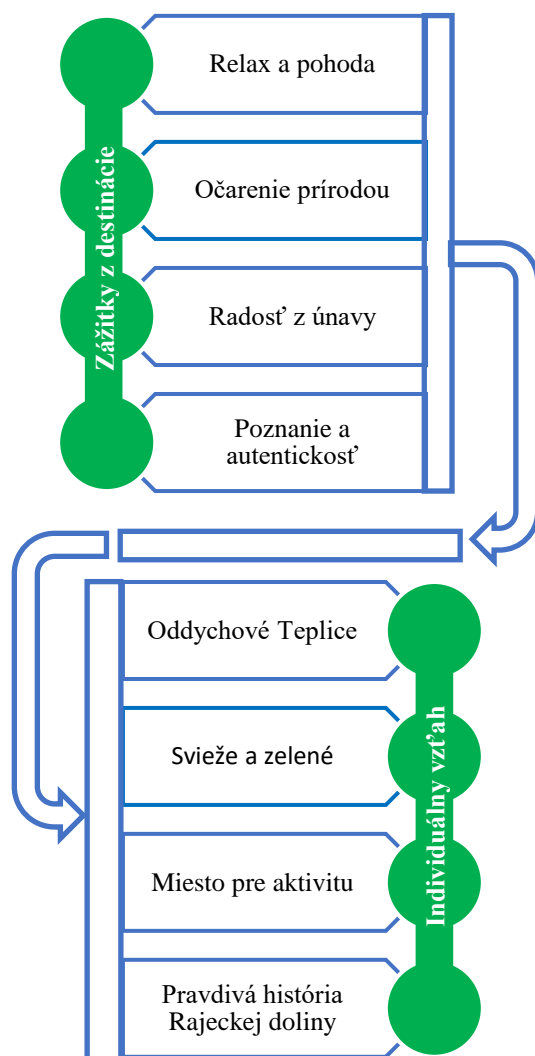 Zážitky z destinácie
Relax a pohoda
Očarenie prírodou
Radosť z únavy
Poznanie a
autentickosť
Oddychové Teplice
Svieže a zelené
Miesto pre aktivitu
Pravdivá história
Rajeckej doliny
Individuálny vzťah